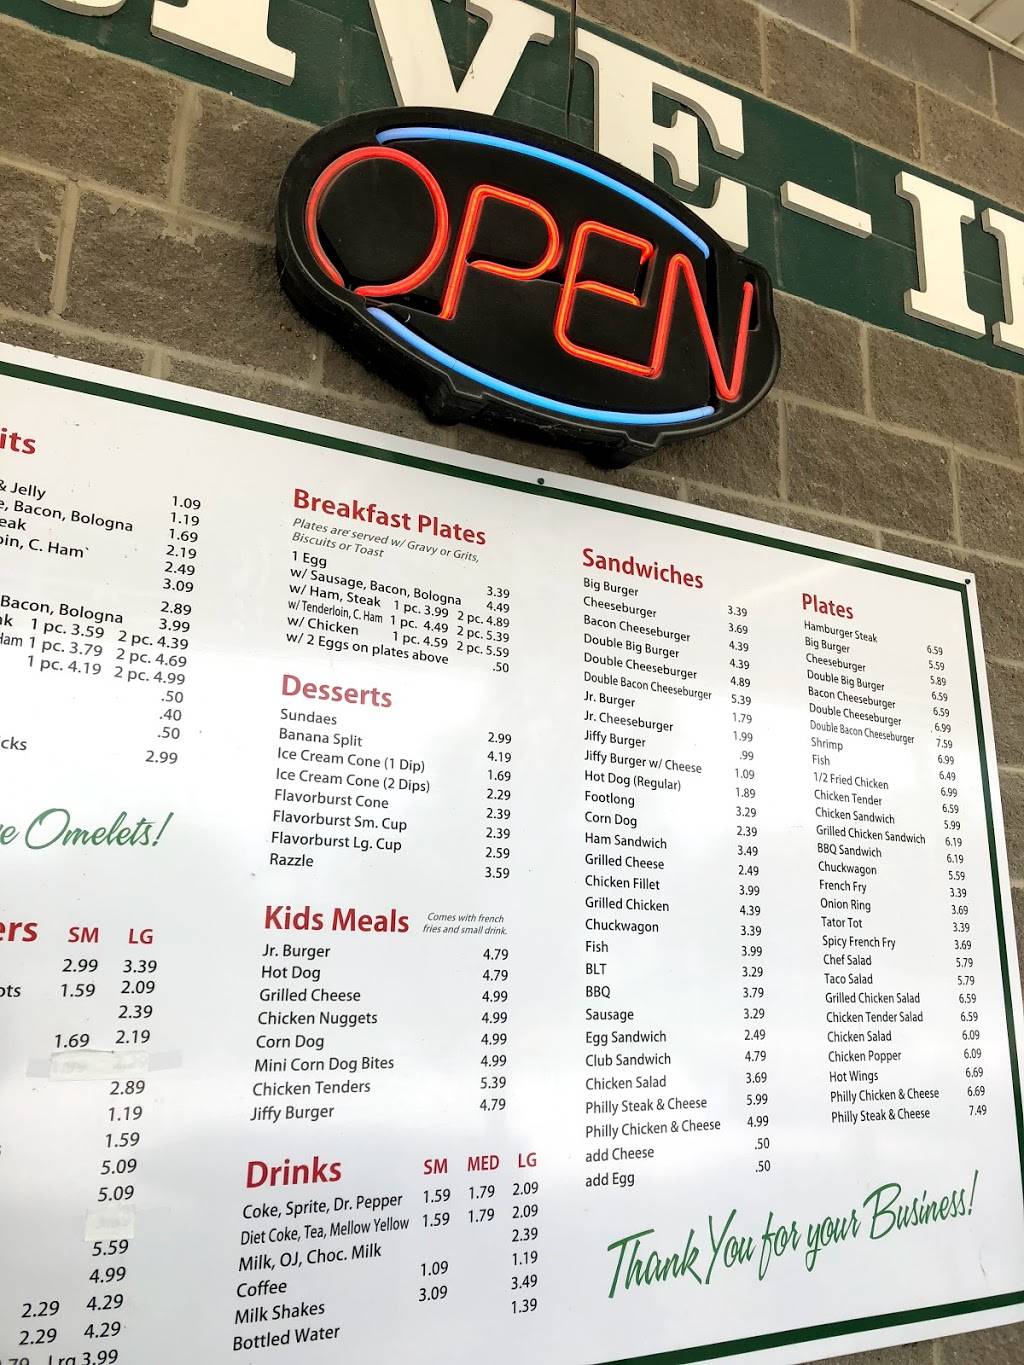 OPEN
& Jelly 1.09
Bacon, Bologna 1.19
1.69
C. Ham` 2.19
2.49
3.09
Bacon, Bologna 2.89
3.99
1 pc. 3.59 2 pc. 4.39
Ham 1 pc. 3.79 2 pc. 4.69
1 pc. 4.19 2 pc. 4.99
.50
.40
.50
2.99
Omelets!
SM LG
2.99 3.39
1.59 2.09
2.39
1.69 2.19
2.89
1.19
1.59
5.09
5.09
5.59
4.99
2.29 4.29
2.29 4.29
Lrg 3.99
Breakfast Plates
Plates are served w/ Gravy or Grits,
Biscuits or Toast
1 Egg 3.39
w/ Sausage, Bacon, Bologna 4.49
w/ Ham, Steak 1 pc. 3.99 2 pc. 4.89
w/ Tenderloin, C. Ham 1 pc. 4.49 2 pc. 5.39
w/ Chicken 1 pc. 4.59 2 pc. 5.59
w/ 2 Eggs on plates above .50
Desserts
Sundaes 2.99
Banana Split 4.19
Ice Cream Cone (1 Dip) 1.69
Ice Cream Cone (2 Dips) 2.29
Flavorburst Cone 2.39
Flavorburst Sm. Cup 2.39
Flavorburst Lg. Cup 2.59
Razzle 3.59
Kids Meals
Comes with french
fries and small drink.
Jr. Burger 4.79
Hot Dog 4.79
Grilled Cheese 4.99
Chicken Nuggets 4.99
Corn Dog 4.99
Mini Corn Dog Bites 4.99
Chicken Tenders 5.39
Jiffy Burger 4.79
Drinks SM MED LG
Coke, Sprite, Dr. Pepper 1.59 1.79 2.09
Diet Coke, Tea, Mellow Yellow 1.59 1.79 2.09
Milk, OJ, Choc. Milk 2.39
Coffee 1.09 1.19
Milk Shakes 3.09 3.49
Bottled Water 1.39
Sandwiches
Big Burger 3.39
Cheeseburger 3.69
Bacon Cheeseburger 4.39
Double Big Burger 4.39
Double Cheeseburger 4.89
Double Bacon Cheeseburger 5.39
Jr. Burger 1.79
Jr. Cheeseburger 1.99
Jiffy Burger .99
Jiffy Burger w/ Cheese 1.09
Hot Dog (Regular) 1.89
Footlong 3.29
Corn Dog 2.39
Ham Sandwich 3.49
Grilled Cheese 2.49
Chicken Fillet 3.99
Grilled Chicken 4.39
Chuckwagon 3.39
Fish 3.99
BLT 3.29
BBQ 3.79
Sausage 3.29
Egg Sandwich 2.49
Club Sandwich 4.79
Chicken Salad 3.69
Philly Steak & Cheese 5.99
Philly Chicken & Cheese 4.99
add Cheese .50
add Egg .50
Plates
Hamburger Steak 6.59
Big Burger 5.59
Cheeseburger 5.89
Double Big Burger 6.59
Bacon Cheeseburger 6.59
Double Cheeseburger 6.99
Double Bacon Cheeseburger 7.59
Shrimp 6.99
Fish 6.49
1/2 Fried Chicken 6.99
Chicken Tender 6.59
Chicken Sandwich 5.99
Grilled Chicken Sandwich 6.19
BBQ Sandwich 6.19
Chuckwagon 5.59
French Fry 3.39
Onion Ring 3.69
Tator Tot 3.39
Spicy French Fry 3.69
Chef Salad 5.79
Taco Salad 5.79
Grilled Chicken Salad 6.59
Chicken Tender Salad 6.59
Chicken Salad 6.09
Chicken Popper 6.09
Hot Wings 6.69
Philly Chicken & Cheese 6.69
Philly Steak & Cheese 7.49
Thank You for your Business!